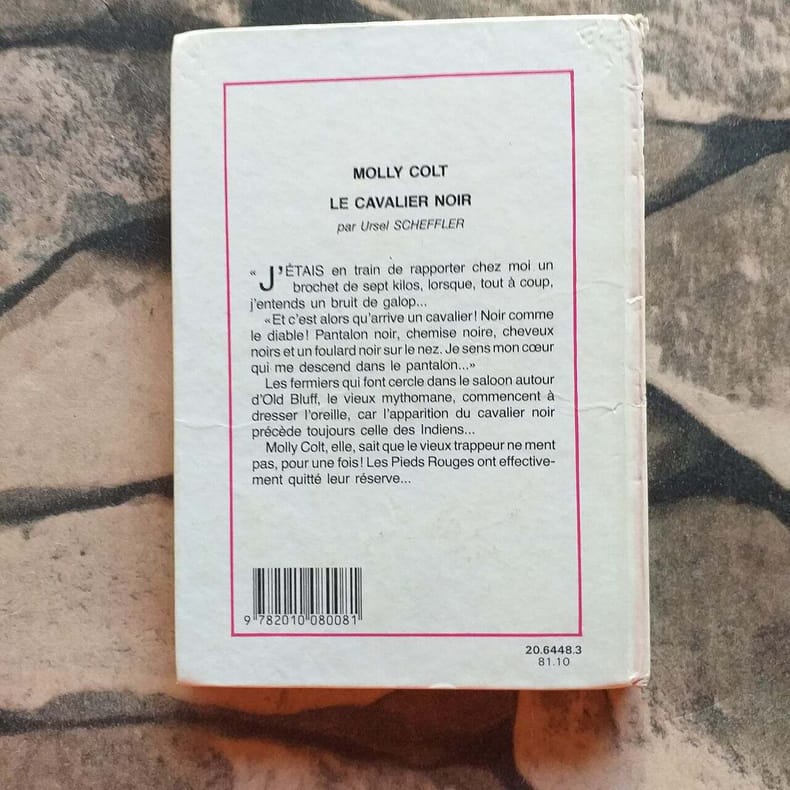 MOLLY COLT
LE CAVALIER NOIR
par Ursel SCHEFFLER
« J'ÉTAIS en train de rapporter chez moi un
brochet de sept kilos, lorsque, tout à coup,
j'entends un bruit de galop...
«Et c'est alors qu'arrive un cavalier! Noir comme
le diable! Pantalon noir, chemise noire, cheveux
noirs et un foulard noir sur le nez. Je sens mon cœur
qui me descend dans le pantalon...»
Les fermiers qui font cercle dans le saloon autour
d'Old Bluff, le vieux mythomane, commencent à
dresser l'oreille, car l'apparition du cavalier noir
précède toujours celle des Indiens...
Molly Colt, elle, sait que le vieux trappeur ne ment
pas, pour une fois! Les Pieds Rouges ont effective-
ment quitté leur réserve...
9 782010 080081
20.6448.3
81.10